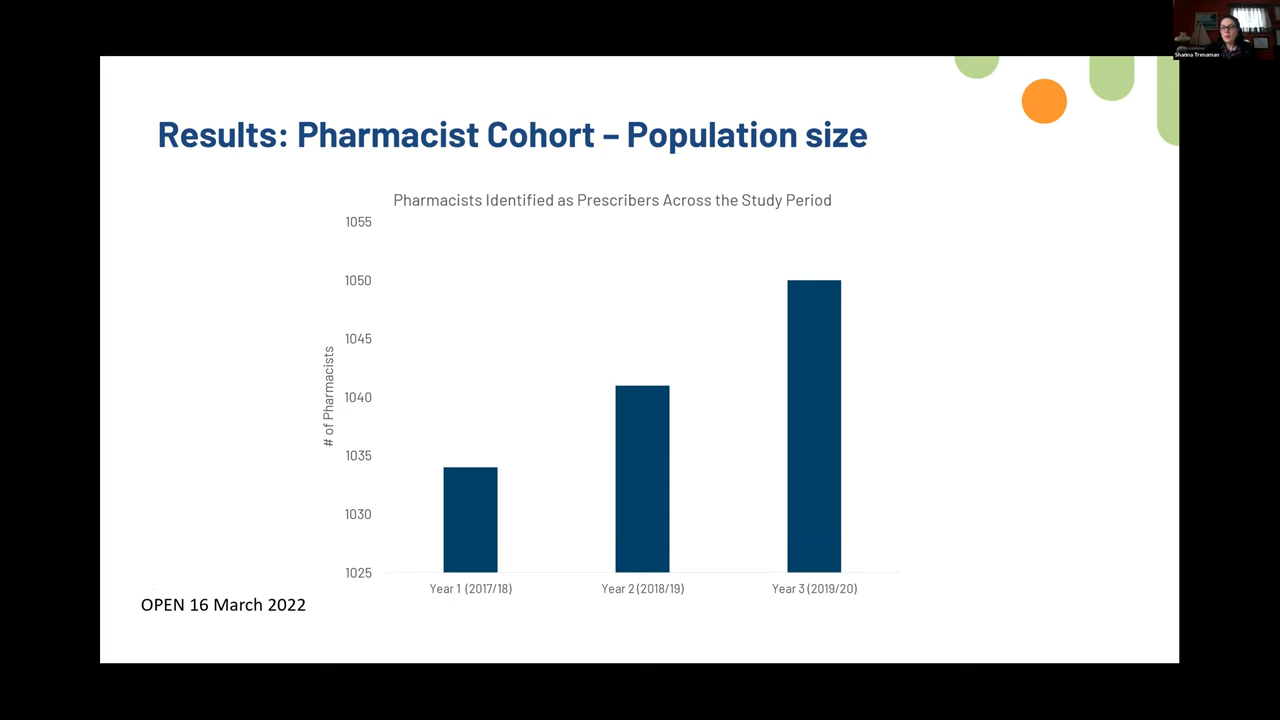 Shanna Trenaman
Results: Pharmacist Cohort – Population size
Pharmacists Identified as Prescribers Across the Study Period
1055
1050
1045
1040
1035
1030
1025
# of Pharmacists
Year 1 (2017/18)
Year 2 (2018/19)
Year 3 (2019/20)
OPEN 16 March 2022